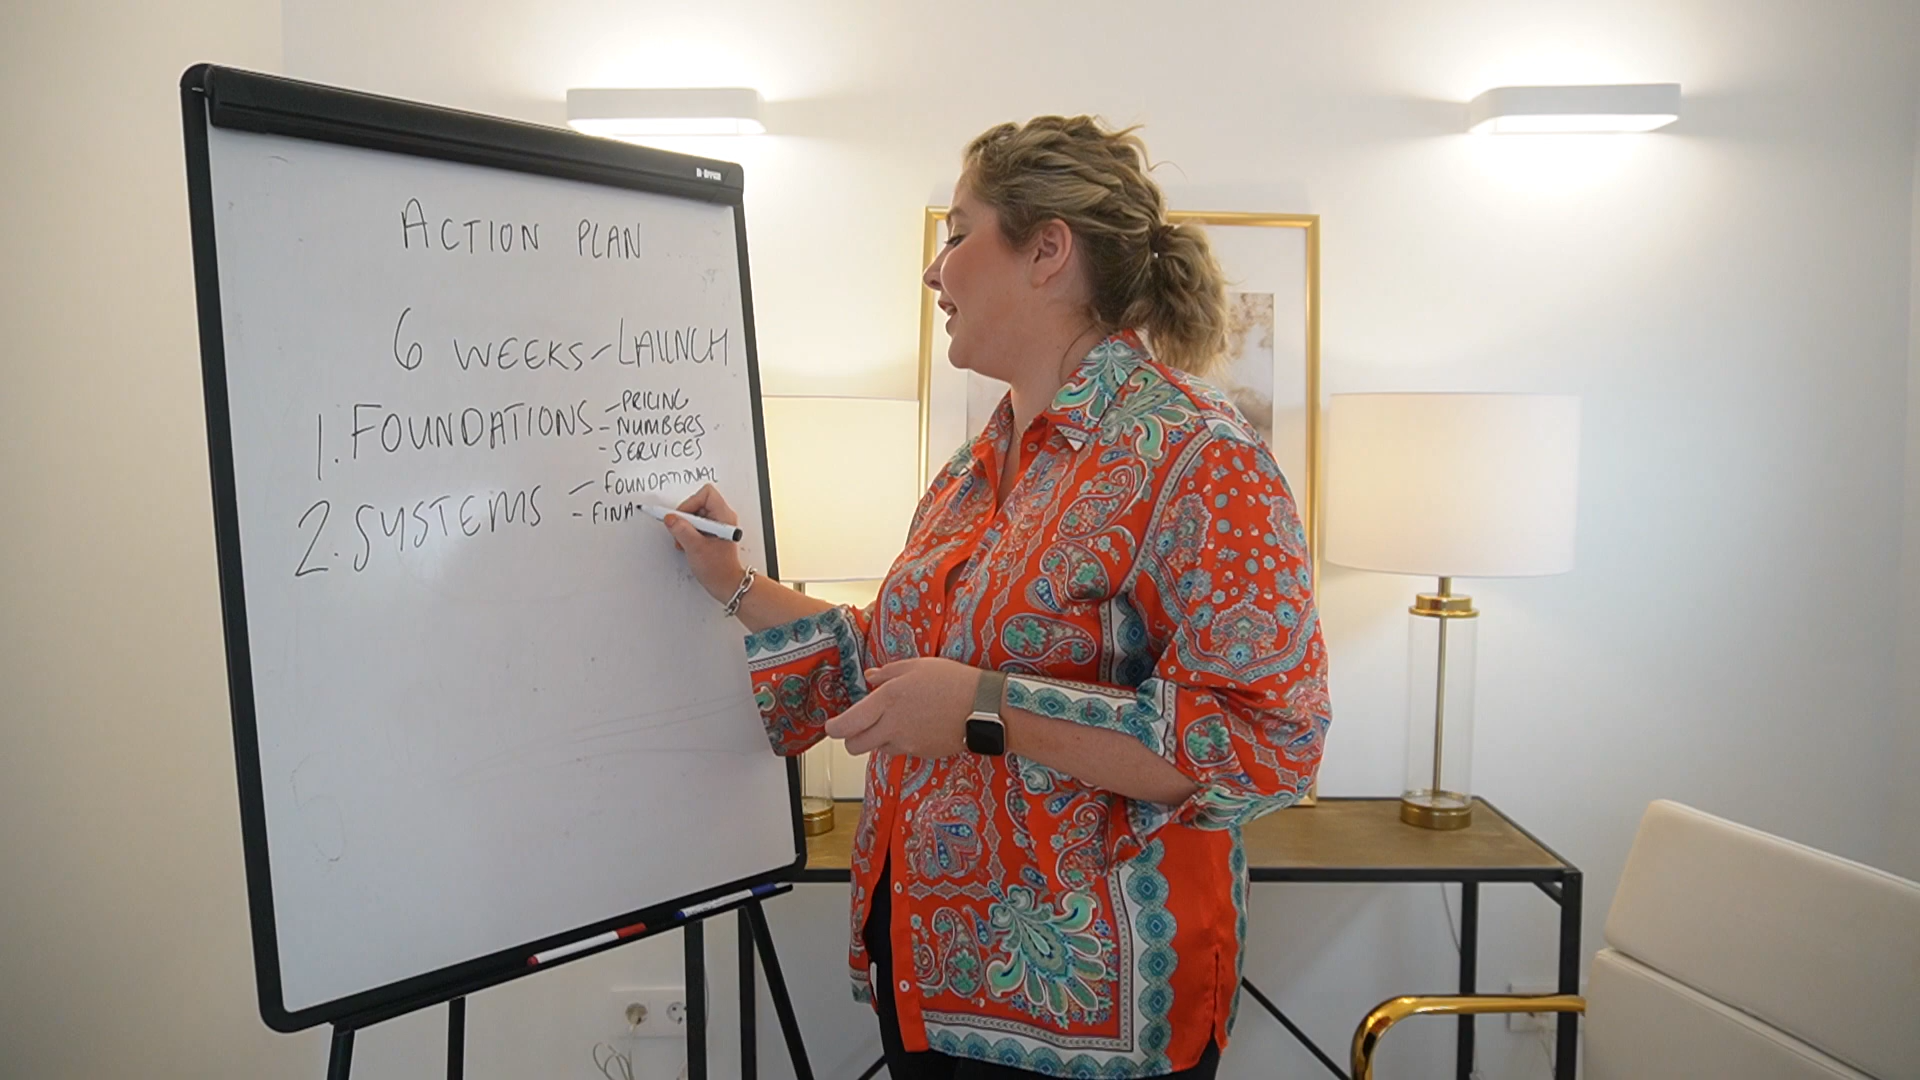 ACTION PLAN
6 WEEKS - LAUNCH
1. FOUNDATIONS - PRICING
- NUMBERS
- SERVICES
2. SYSTEMS - FOUNDATIONAL
- FINA